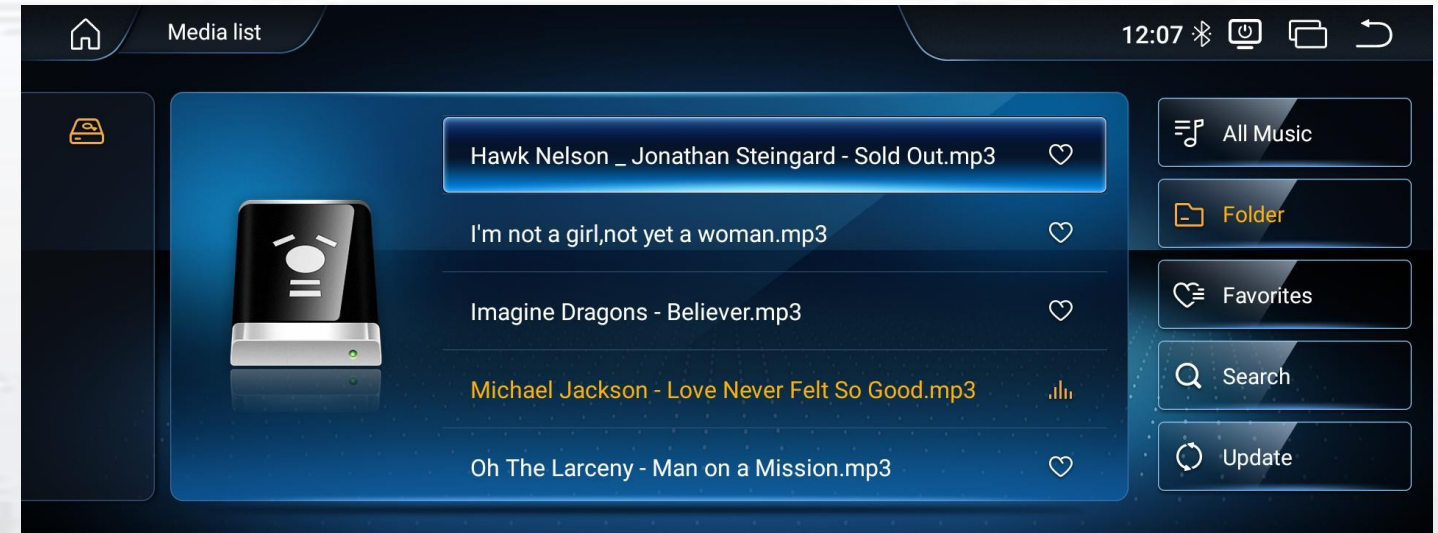 Media list
12:07
Hawk Nelson _ Jonathan Steingard - Sold Out.mp3
I'm not a girl,not yet a woman.mp3
Imagine Dragons - Believer.mp3
Michael Jackson - Love Never Felt So Good.mp3
Oh The Larceny - Man on a Mission.mp3
All Music
Folder
Favorites
Search
Update